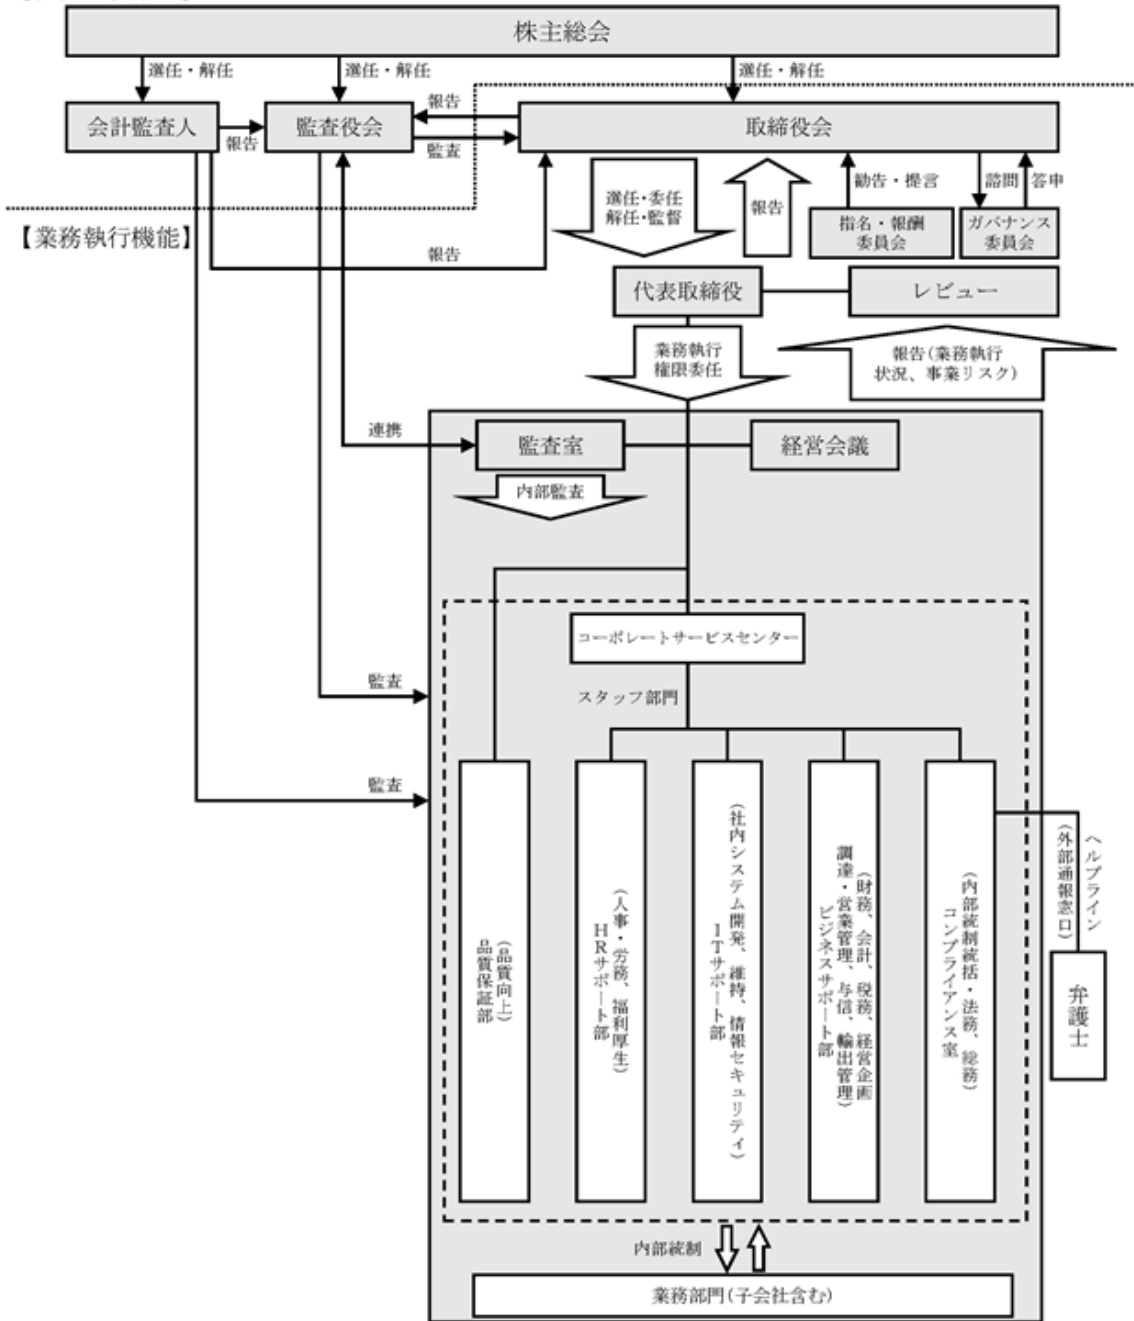 株主総会
選任・解任
選任・解任
選任・解任
会計監査人
報告
監査役会
報告
監査
取締役会
選任・委任
解任・監督
報告
勧告・提言
諮問
答申
指名・報酬
委員会
ガバナンス
委員会
【業務執行機能】
報告
代表取締役
レビュー
業務執行
権限委任
報告(業務執行
状況、事業リスク)
連携
監査室
経営会議
内部監査
コーポレートサービスセンター
スタッフ部門
監査
監査
品質保証部
(品質向上)
HRサポート部
(人事・労務、福利厚生)
ITサポート部
(社内システム開発、維持、情報セキュリティ)
ビジネスサポート部
(財務、会計、税務、経営企画
調達・営業管理、与信、輸出管理)
コンプライアンス室
(内部統制統括・法務、総務)
ヘルプライン
(外部通報窓口)
弁護士
内部統制
業務部門(子会社含む)